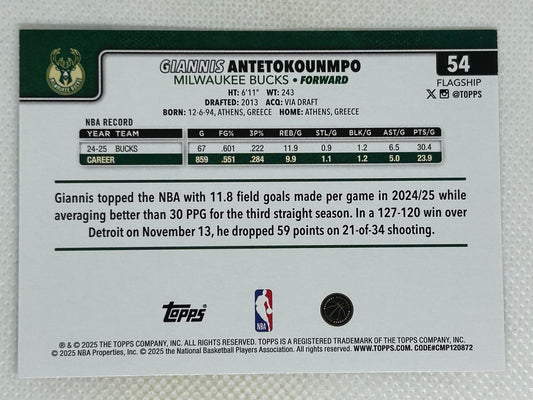 GIANNIS ANTETOKOUNMPO
54
MILWAUKEE BUCKS • FORWARD
FLAGSHIP
@TOPPS
HT: 6'11" WT: 243
DRAFTED: 2013 ACQ: VIA DRAFT
BORN: 12-6-94, ATHENS, GREECE HOME: ATHENS, GREECE
NBA RECORD
YEAR TEAM G FG% 3P% REB/G STL/G BLK/G AST/G PTS/G
24-25 BUCKS 67 .601 .222 11.9 0.9 1.2 6.5 30.4
CAREER 859 .551 .284 9.9 1.1 1.2 5.0 23.9
Giannis topped the NBA with 11.8 field goals made per game in 2024/25 while
averaging better than 30 PPG for the third straight season. In a 127-120 win over
Detroit on November 13, he dropped 59 points on 21-of-34 shooting.
Topps
NBA
® & © 2025 THE TOPPS COMPANY, INC. ALL RIGHTS RESERVED. TOPPS IS A REGISTERED TRADEMARK OF THE TOPPS COMPANY, INC.
© 2025 NBA Properties, Inc. © 2025 the National Basketball Players Association. All rights reserved. WWW.TOPPS.COM. CODE#CMP120872